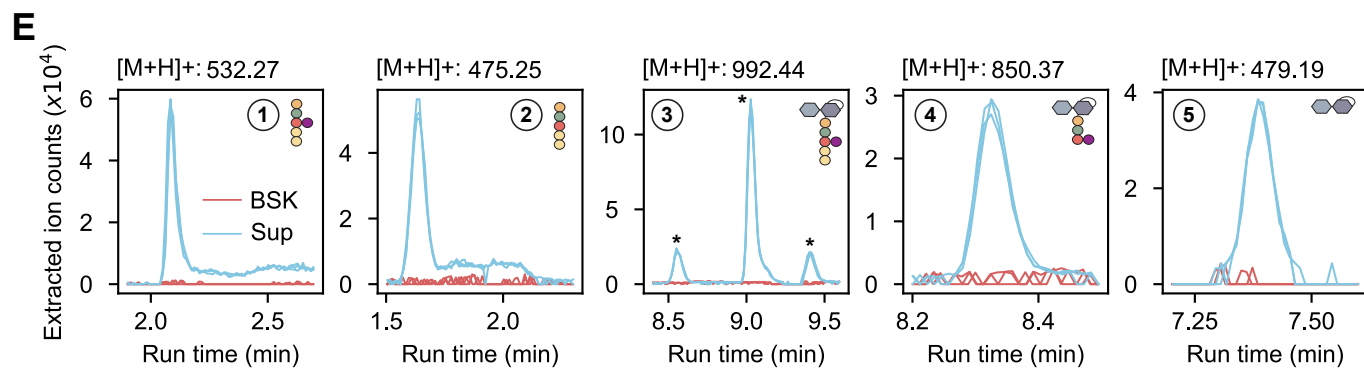 E
[M+H]+: 532.27
[M+H]+: 475.25
[M+H]+: 992.44
[M+H]+: 850.37
[M+H]+: 479.19
Extracted ion counts (x10⁴)
6
4
2
0
1
BSK
Sup
2.0
2.5
Run time (min)
4
2
0
2
1.5
2.0
Run time (min)
10
5
0
3
*
*
*
8.5
9.0
9.5
Run time (min)
3
2
1
0
4
8.2
8.4
Run time (min)
4
2
0
5
7.25
7.50
Run time (min)